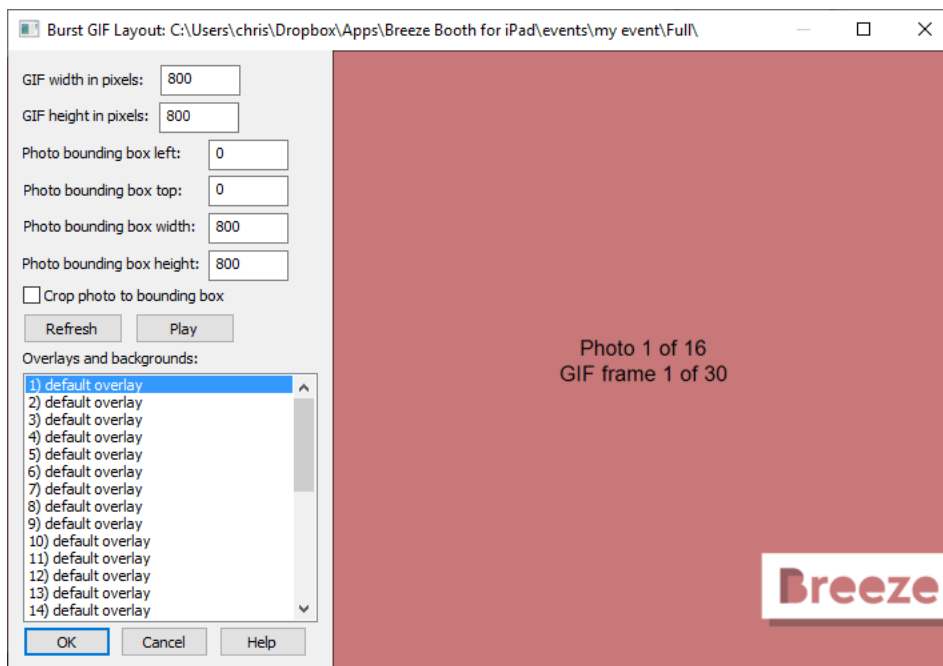 Burst GIF Layout: C:\Users\chris\Dropbox\Apps\Breeze Booth for iPad\events\my event\Full\
GIF width in pixels: 800
GIF height in pixels: 800
Photo bounding box left: 0
Photo bounding box top: 0
Photo bounding box width: 800
Photo bounding box height: 800
Crop photo to bounding box
Refresh Play
Overlays and backgrounds:
1) default overlay
2) default overlay
3) default overlay
4) default overlay
5) default overlay
6) default overlay
7) default overlay
8) default overlay
9) default overlay
10) default overlay
11) default overlay
12) default overlay
13) default overlay
14) default overlay
OK Cancel Help
Photo 1 of 16
GIF frame 1 of 30
Breeze